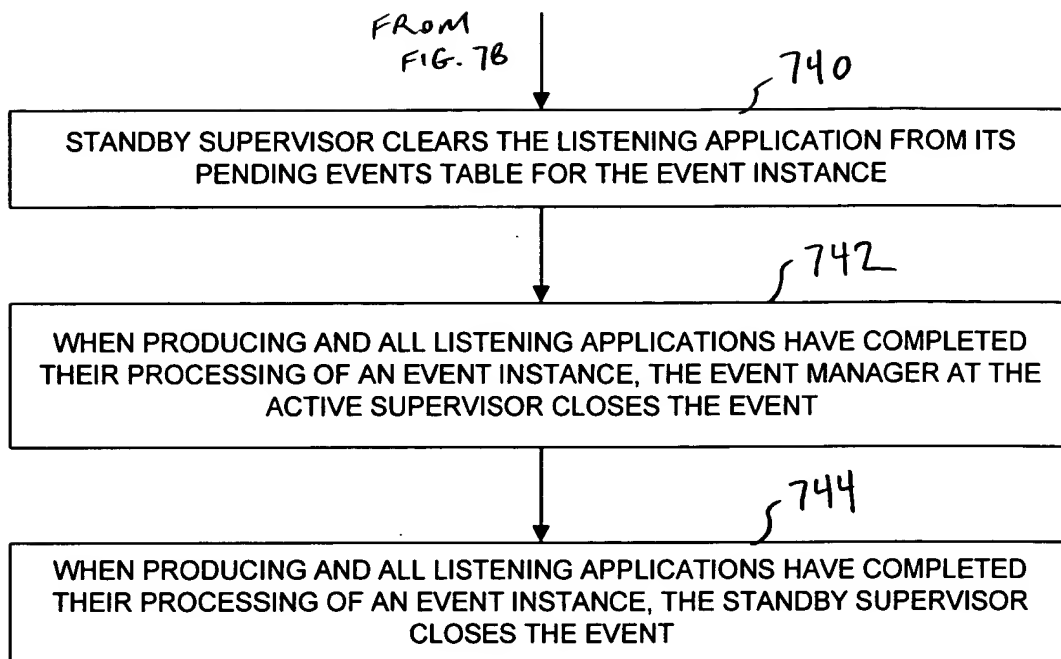 FROM
FIG. 7B
740
STANDBY SUPERVISOR CLEARS THE LISTENING APPLICATION FROM ITS
PENDING EVENTS TABLE FOR THE EVENT INSTANCE
742
WHEN PRODUCING AND ALL LISTENING APPLICATIONS HAVE COMPLETED
THEIR PROCESSING OF AN EVENT INSTANCE, THE EVENT MANAGER AT THE
ACTIVE SUPERVISOR CLOSES THE EVENT
744
WHEN PRODUCING AND ALL LISTENING APPLICATIONS HAVE COMPLETED
THEIR PROCESSING OF AN EVENT INSTANCE, THE STANDBY SUPERVISOR
CLOSES THE EVENT